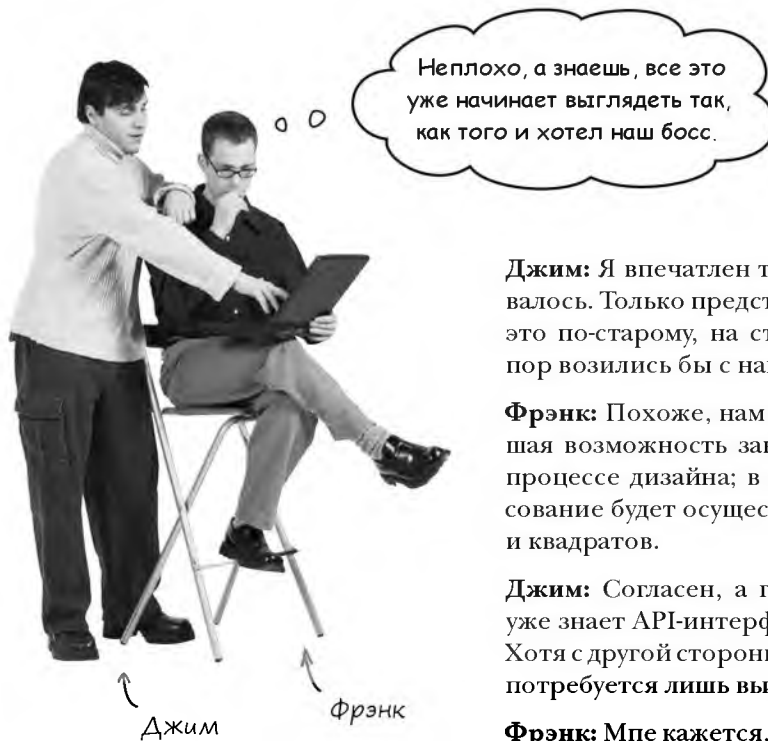 Неплохо, а знаешь, все это
уже начинает выглядеть так,
как того и хотел наш босс.
Джим: Я впечатлен т
валось. Только предст
это по-старому, на ст
пор возились бы с на
Фрэнк: Похоже, нам
шая возможность за
процессе дизайна; в
сование будет осущес
и квадратов.
Джим: Согласен, а
уже знает API-интерф
Хотя с другой сторон
потребуется лишь вы
Фрэнк: Мне кажется.
Джим
Фрэнк